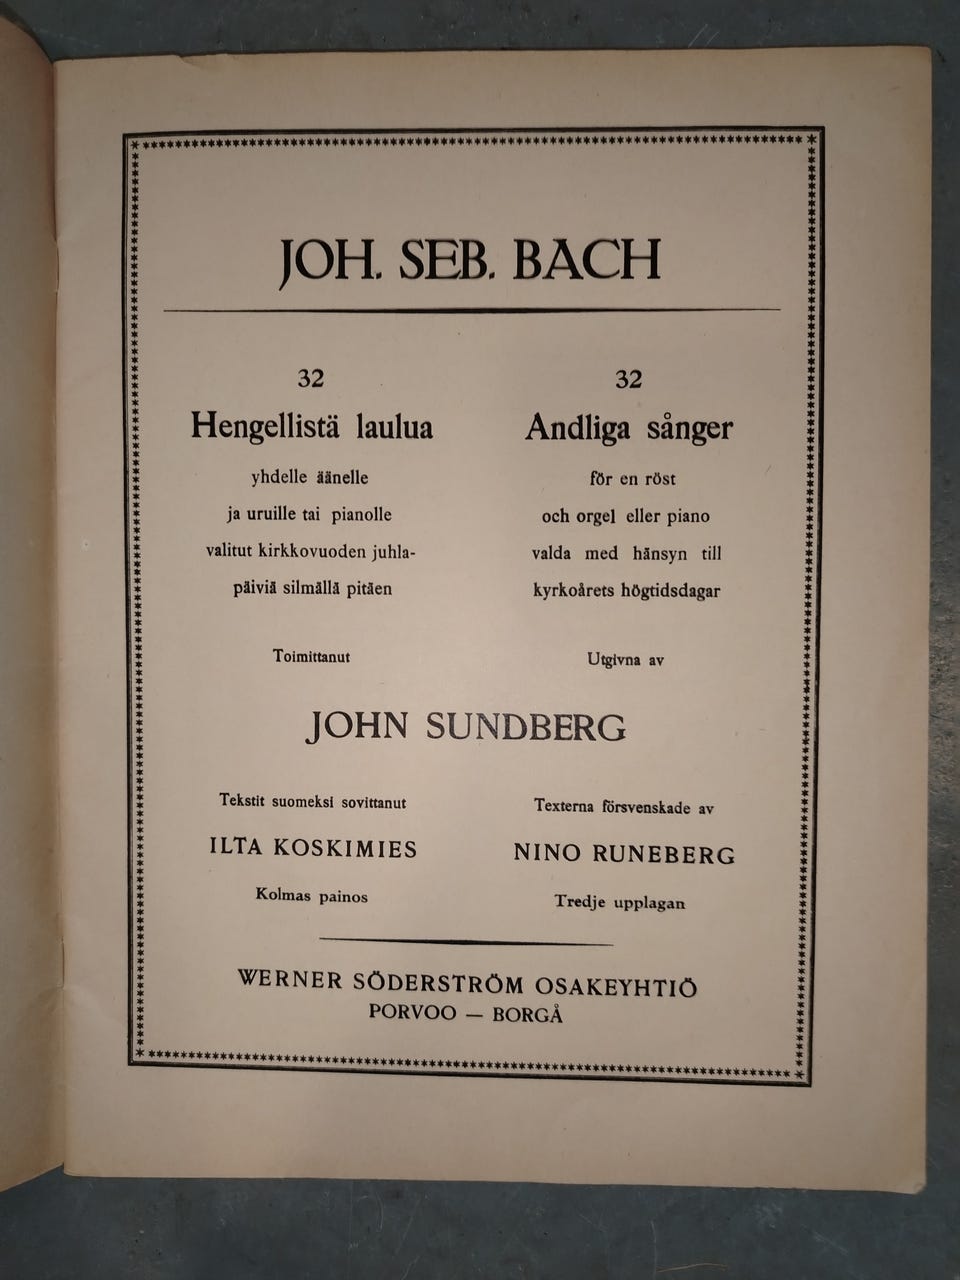 JOH. SEB. BACH
32
Hengellistä laulua
yhdelle äänelle
ja uruille tai pianolle
valitut kirkkovuoden juhla-
päiviä silmällä pitäen
Toimittanut
32
Andliga sånger
för en röst
och orgel eller piano
valda med hänsyn till
kyrkoårets högtidsdagar
Utgivna av
JOHN SUNDBERG
Tekstit suomeksi sovittanut
ILTA KOSKIMIES
Kolmas painos
Texterna försvenskade av
NINO RUNEBERG
Tredje upplagan
WERNER SÖDERSTRÖM OSAKEYHTIÖ
PORVOO — BORGÅ